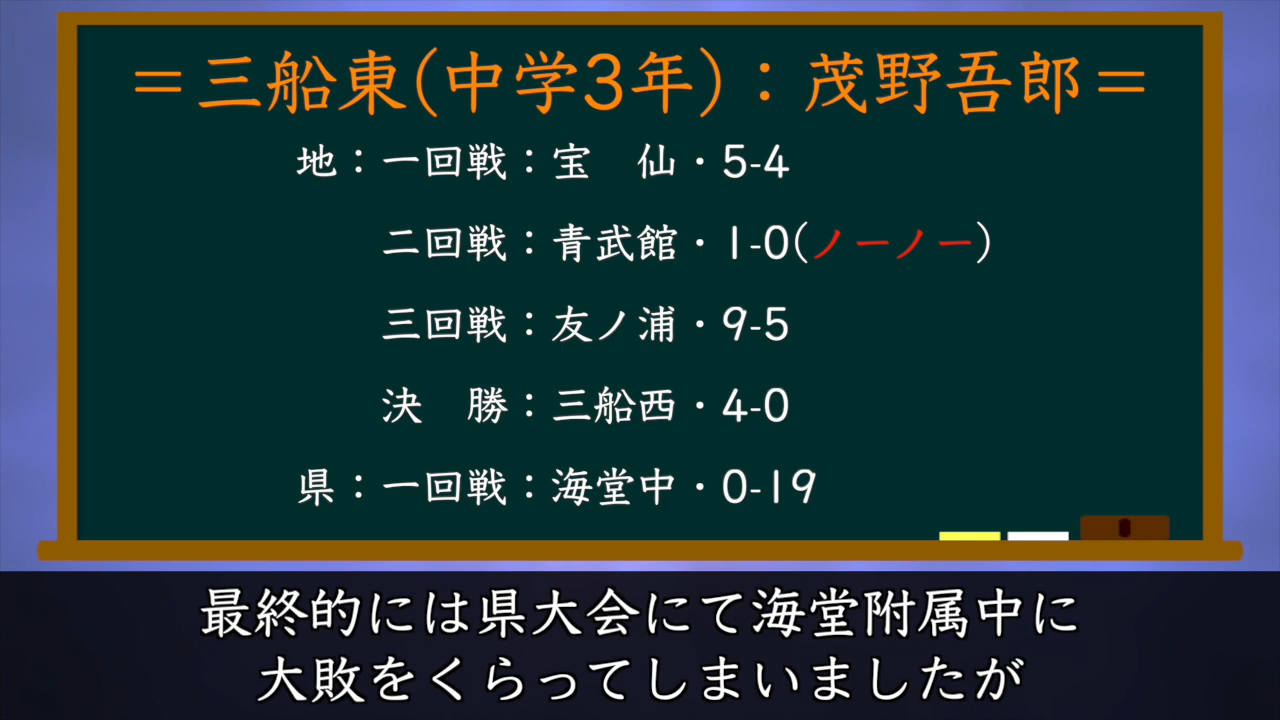 ＝三船東(中学3年)：茂野吾郎＝
地：一回戦：宝　仙・5-4
二回戦：青武館・1-0(ノーノー)
三回戦：友ノ浦・9-5
決　勝：三船西・4-0
県：一回戦：海堂中・0-19
最終的には県大会にて海堂附属中に
大敗をくらってしまいましたが